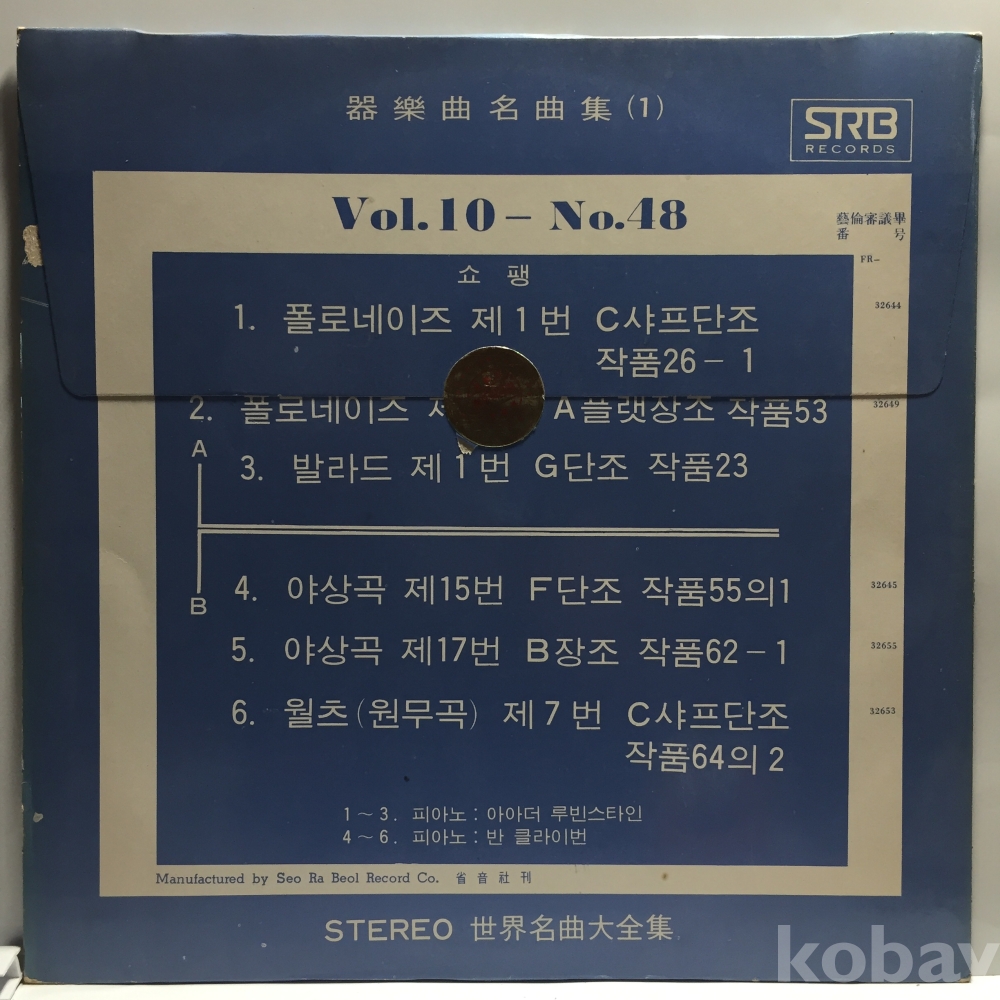 器樂曲名曲集(1)
SRB
RECORDS
Vol.10 – No.48
藝倫審議畢
番 号
FR–
쇼팽
1. 폴로네이즈 제1번 C샤프단조 32644
작품26–1
2. 폴로네이즈 A플랫장조 작품53 32649
A
3. 발라드 제1번 G단조 작품23
4. 야상곡 제15번 F단조 작품55의1 32645
B
5. 야상곡 제17번 B장조 작품62–1 32655
6. 월츠(원무곡) 제7번 C샤프단조 32653
작품64의2
1~3. 피아노 : 아아더 루빈스타인
4~6. 피아노 : 반 클라이번
Manufactured by Seo Ra Beol Record Co. 省音社刊
STEREO 世界名曲大全集
kobay